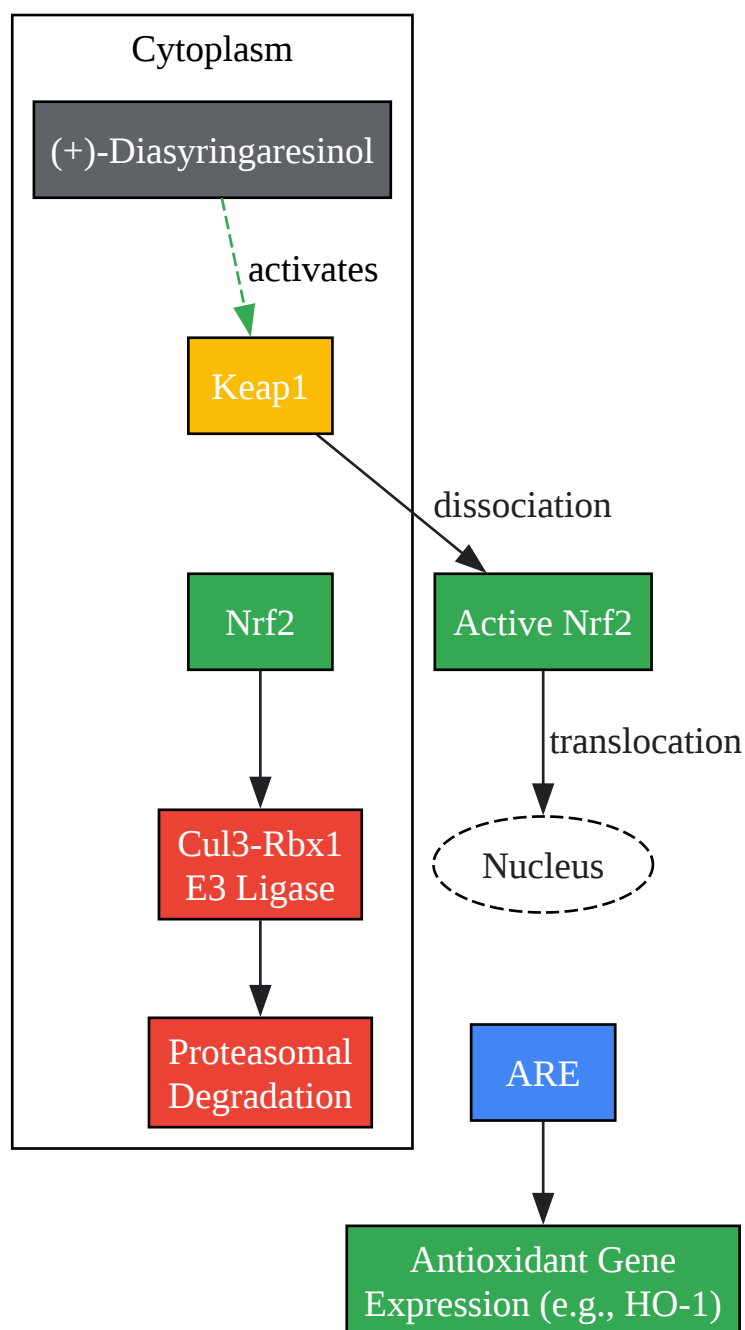 Cytoplasm
(+)-Diasyringaresinol
activates
Keap1
dissociation
Nrf2
Active Nrf2
translocation
Cul3-Rbx1
E3 Ligase
Nucleus
Proteasomal
Degradation
ARE
Antioxidant Gene
Expression (e.g., HO-1)